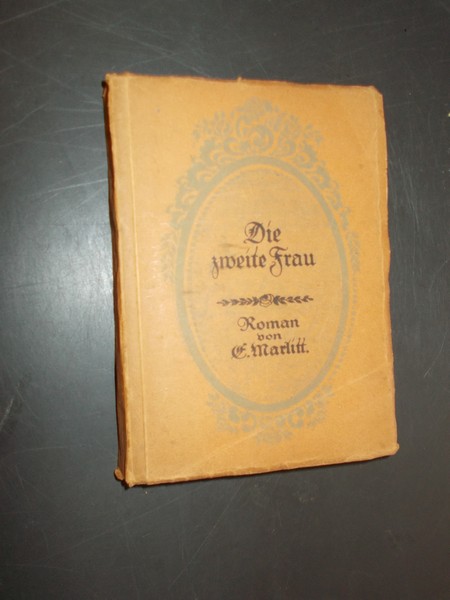 Die
zweite Frau
Roman
von
E. Marlitt.